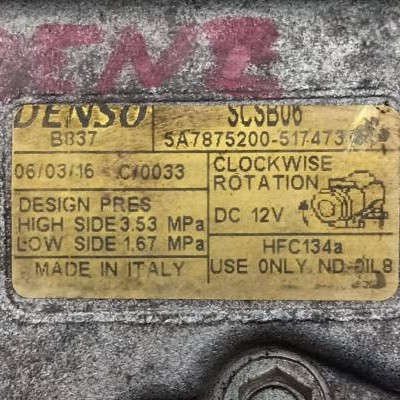 DENSO SCSB06
BB37 5A7875200-517473
06/03/16 C/0033
CLOCKWISE
ROTATION
DESIGN PRES
HIGH SIDE 3.53 MPa
LOW SIDE 1.67 MPa
DC 12V
HFC134a
MADE IN ITALY
USE ONLY ND-OIL8